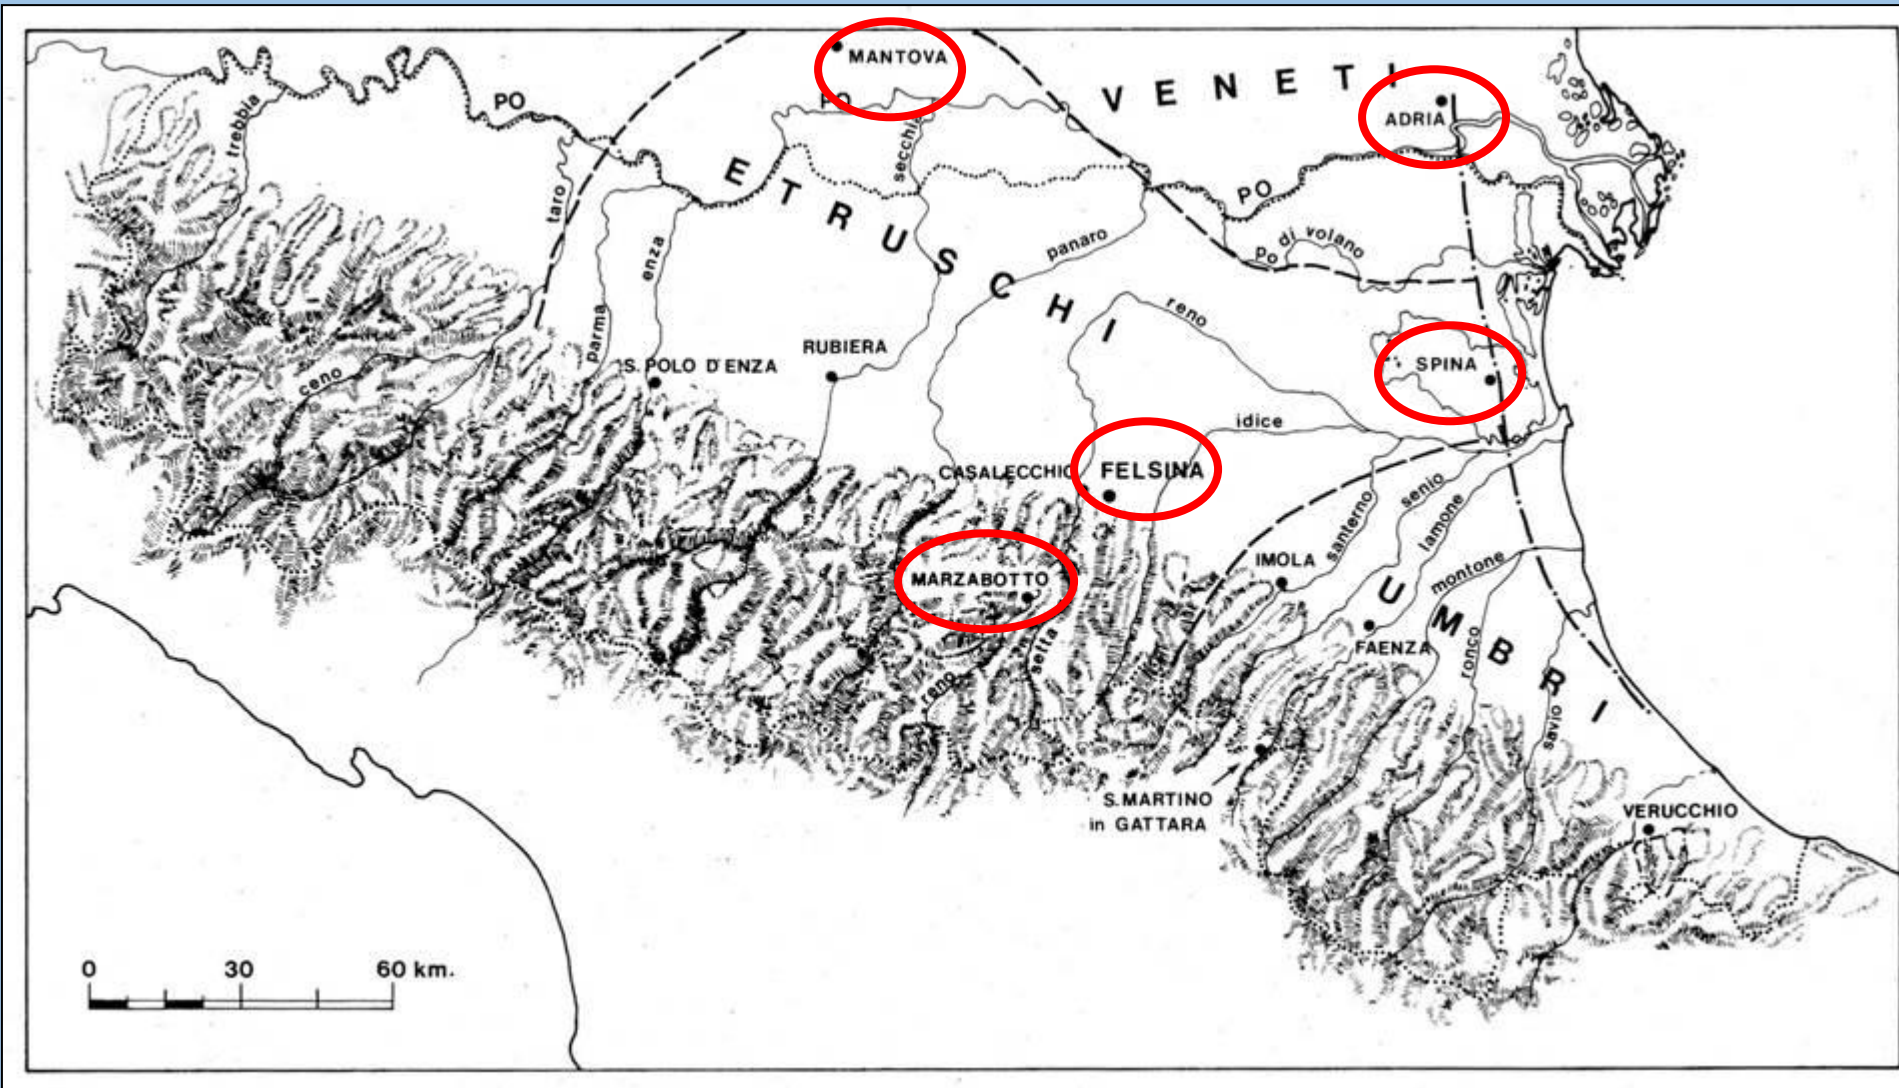 MANTOVA
VENETI
PO
PO
ADRIA
trebbia
secchia
ETRUSCHI
PO
taro
panaro
po di volano
enza
reno
parma
RUBIERA
S. POLO D'ENZA
SPINA
ceno
idice
CASALECCHIO
FELSINA
senio
lamone
santerno
IMOLA
MARZABOTTO
montone
UMBRI
setta
FAENZA
ronco
reno
savio
S. MARTINO
in GATTARA
VERUCCHIO
0 30 60 km.